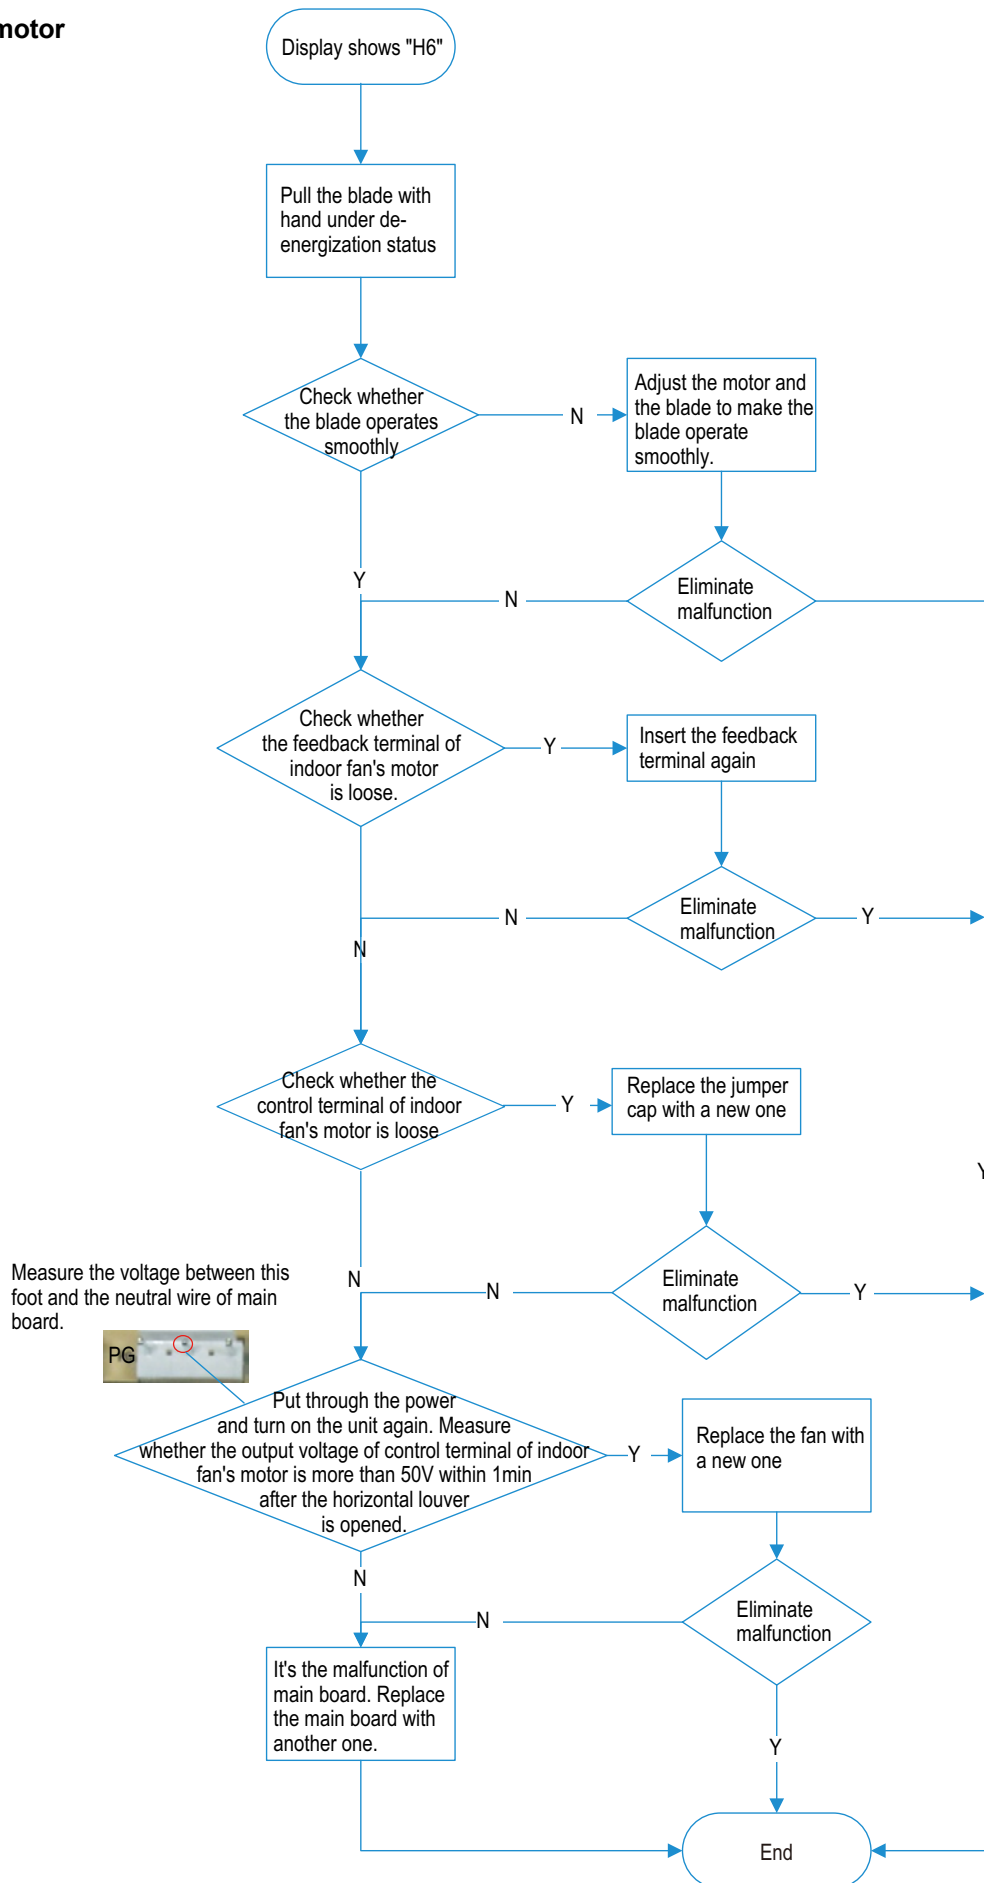 motor
Display shows "H6"
Pull the blade with
hand under de-
energization status
Check whether
the blade operates
smoothly
N
Adjust the motor and
the blade to make the
blade operate
smoothly.
Y
N
Eliminate
malfunction
Check whether
the feedback terminal of
indoor fan's motor
is loose.
Y
Insert the feedback
terminal again
N
Eliminate
malfunction
Y
N
Check whether the
control terminal of indoor
fan's motor is loose
Y
Replace the jumper
cap with a new one
Y
N
N
Eliminate
malfunction
Y
Measure the voltage between this
foot and the neutral wire of main
board.
PG
Put through the power
and turn on the unit again. Measure
whether the output voltage of control terminal of indoor
fan's motor is more than 50V within 1min
after the horizontal louver
is opened.
Y
Replace the fan with
a new one
N
N
Eliminate
malfunction
It's the malfunction of
main board. Replace
the main board with
another one.
Y
End